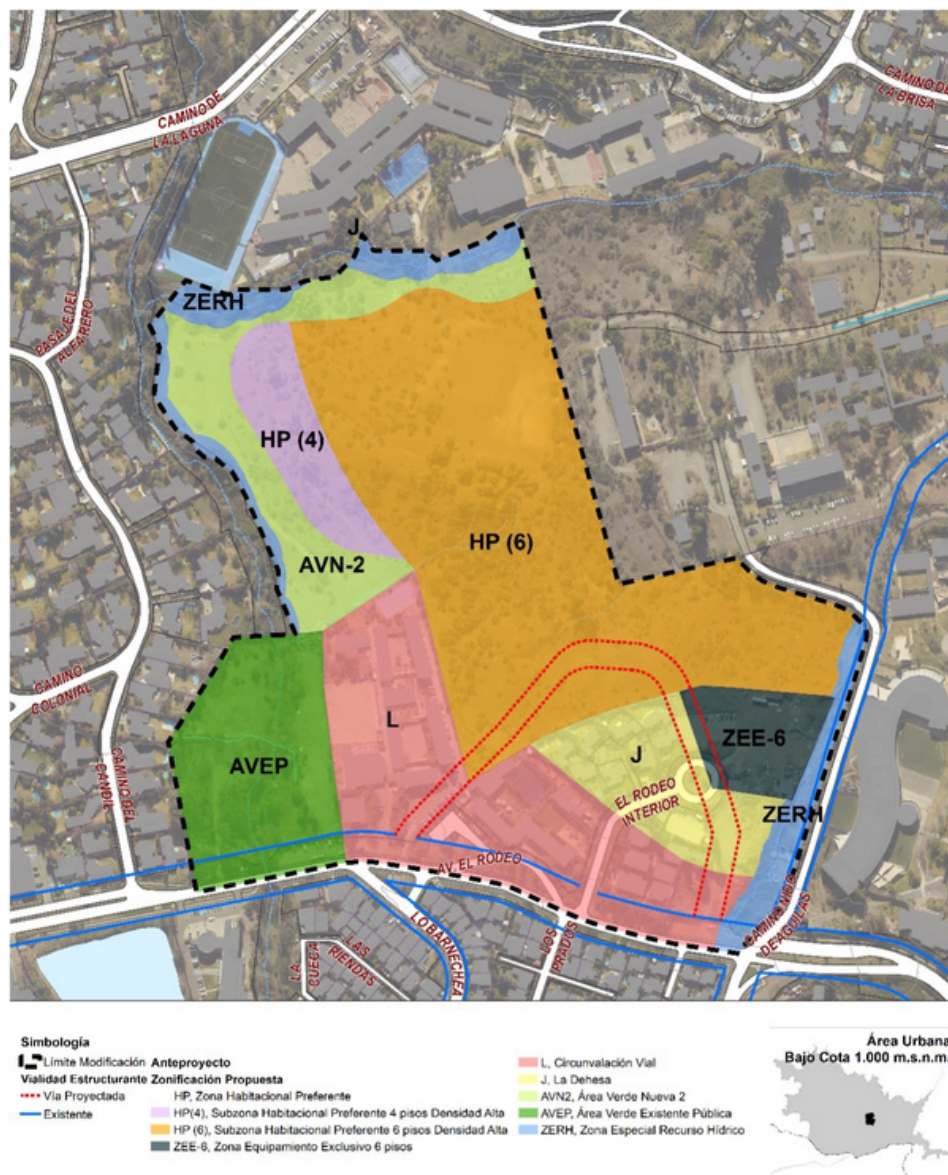 CAMINO DE
LA LAGUNA
CAMINO DE
LA BRISA
J
ZERH
PASAJE DEL
ALFARERO
HP (4)
HP (6)
AVN-2
CAMINO
COLONIAL
CAMINO DEL
CANDIL
AVEP
L
J
ZEE-6
EL RODEO
INTERIOR
ZERH
AV. EL RODEO
CAMINO NIDO
DE AGUILAS
LO BARNECHEA
LOS
PRADOS
LA
CUECA
LAS
RIENDAS
Simbología
Límite Modificación
Vialidad Estructurante
Vía Proyectada
Existente
Anteproyecto
Zonificación Propuesta
HP, Zona Habitacional Preferente
HP(4), Subzona Habitacional Preferente 4 pisos Densidad Alta
HP (6), Subzona Habitacional Preferente 6 pisos Densidad Alta
ZEE-6, Zona Equipamiento Exclusivo 6 pisos
L, Circunvalación Vial
J, La Dehesa
AVN2, Área Verde Nueva 2
AVEP, Área Verde Existente Pública
ZERH, Zona Especial Recurso Hídrico
Área Urbana
Bajo Cota 1.000 m.s.n.m.